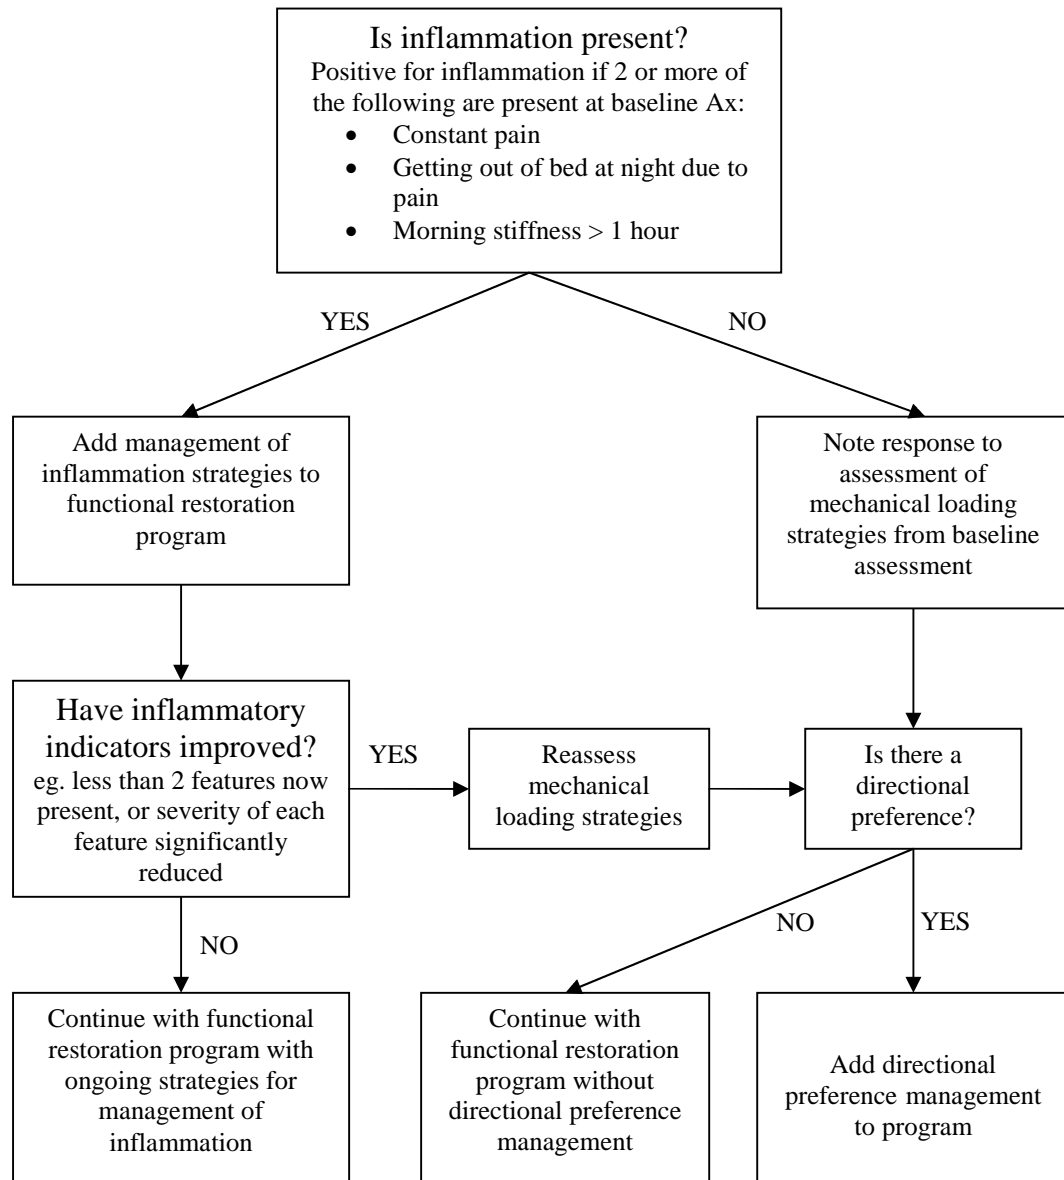 Is inflammation present?
Positive for inflammation if 2 or more of
the following are present at baseline Ax:
• Constant pain
• Getting out of bed at night due to
pain
• Morning stiffness > 1 hour
YES
NO
Add management of
inflammation strategies to
functional restoration
program
Note response to
assessment of
mechanical loading
strategies from baseline
assessment
Have inflammatory
indicators improved?
eg. less than 2 features now
present, or severity of each
feature significantly
reduced
YES
Reassess
mechanical
loading strategies
Is there a
directional
preference?
NO
NO
YES
Continue with functional
restoration program with
ongoing strategies for
management of
inflammation
Continue with
functional restoration
program without
directional preference
management
Add directional
preference management
to program